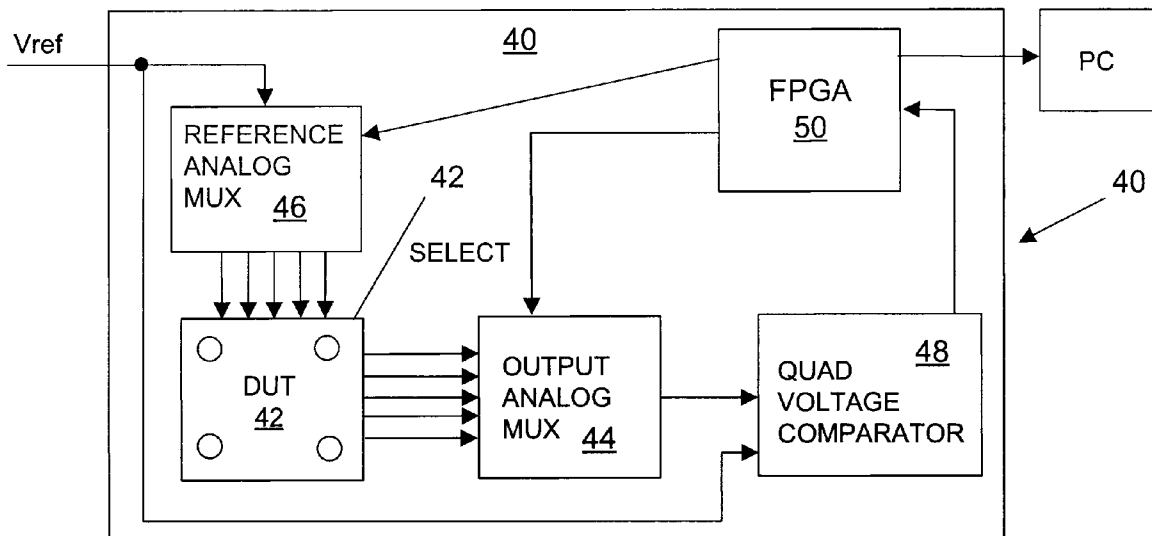 Vref
40
PC
FPGA
50
REFERENCE
ANALOG
MUX
46
42
SELECT
40
DUT
42
OUTPUT
ANALOG
MUX
44
48
QUAD
VOLTAGE
COMPARATOR